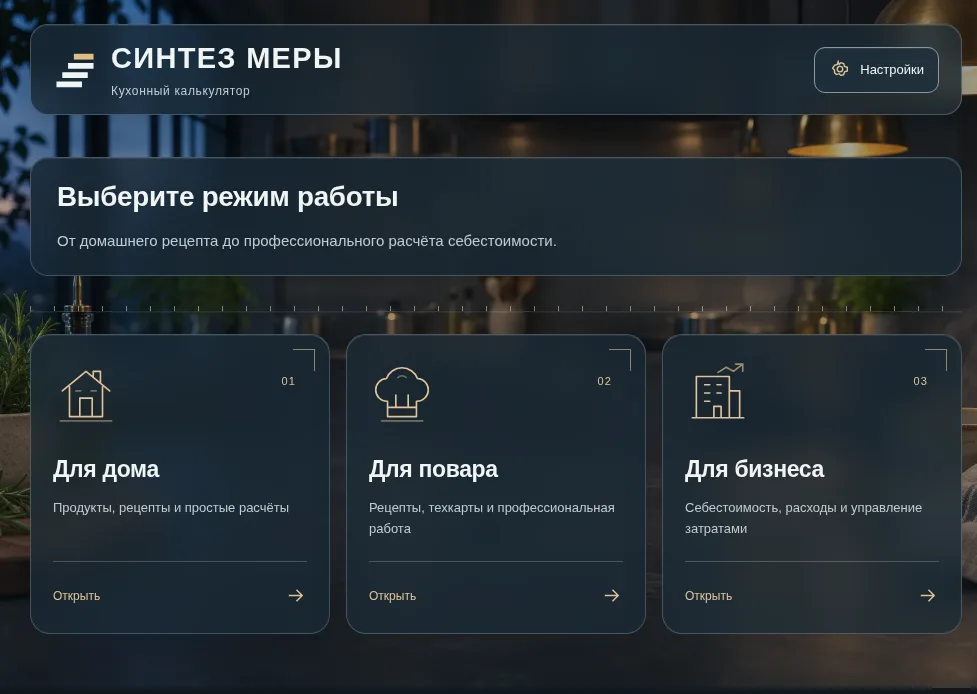 СИНТЕЗ МЕРЫ
Кухонный калькулятор
Настройки
Выберите режим работы
От домашнего рецепта до профессионального расчёта себестоимости.
01
Для дома
Продукты, рецепты и простые расчёты
Открыть
02
Для повара
Рецепты, техкарты и профессиональная
работа
Открыть
03
Для бизнеса
Себестоимость, расходы и управление
затратами
Открыть